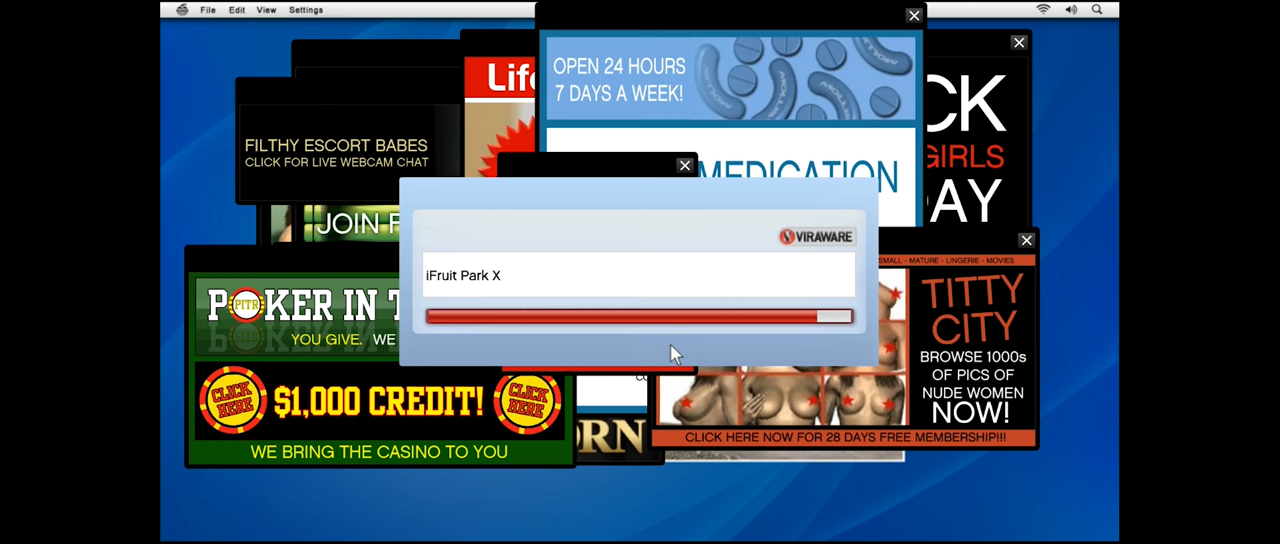 File Edit View Settings
OPEN 24 HOURS
7 DAYS A WEEK!
MEDICATION
Life
FILTHY ESCORT BABES
CLICK FOR LIVE WEBCAM CHAT
CK
GIRLS
DAY
JOIN F
VIRAWARE
iFruit Park X
POKER IN T
PITR
YOU GIVE. WE
CLICK HERE
$1,000 CREDIT!
CLICK HERE
WE BRING THE CASINO TO YOU
ORN
SMALL - MATURE - LINGERIE - MOVIES
TITTY
CITY
BROWSE 1000s
OF PICS OF
NUDE WOMEN
NOW!
CLICK HERE NOW FOR 28 DAYS FREE MEMBERSHIP!!!